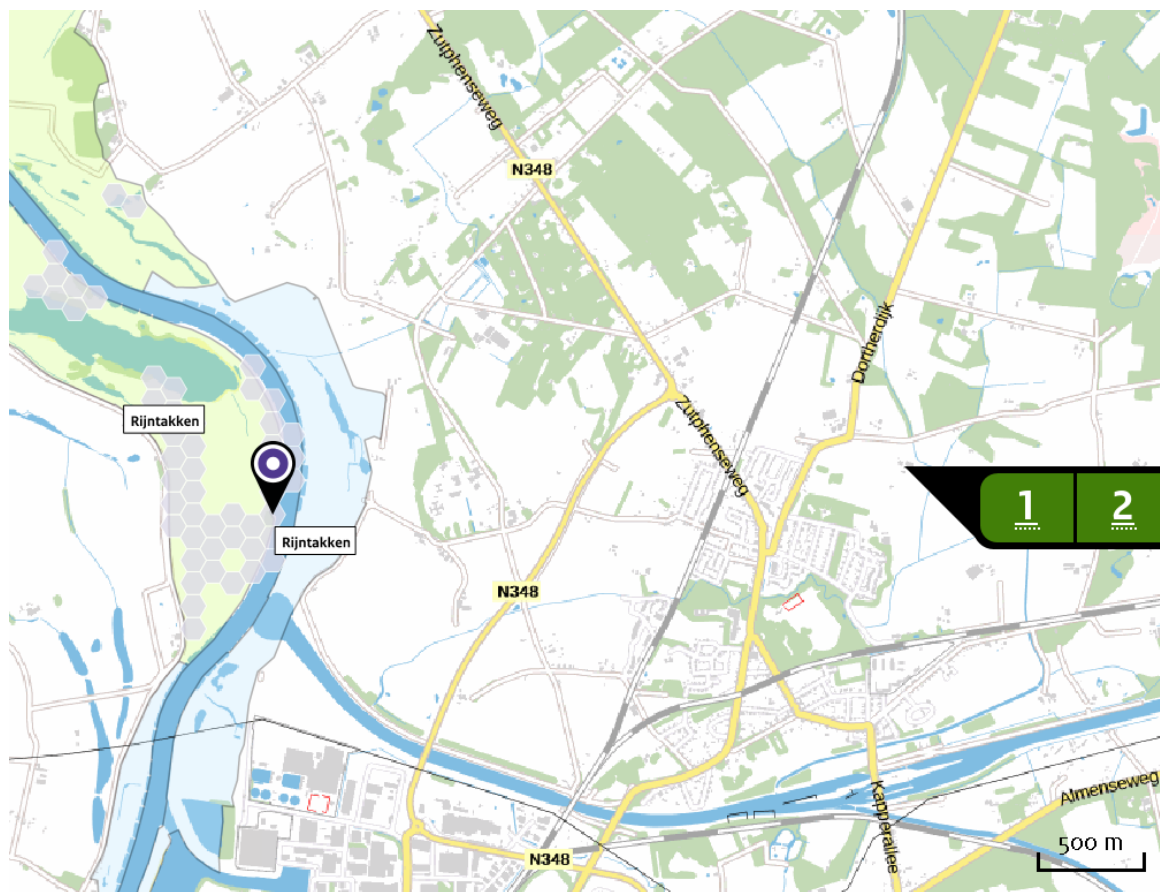 Zutphenseweg
N348
Dortherdijk
Rijntakken
Zutphenseweg
1
2
Rijntakken
N348
Almenseweg
Kapperallee
500 m
N348